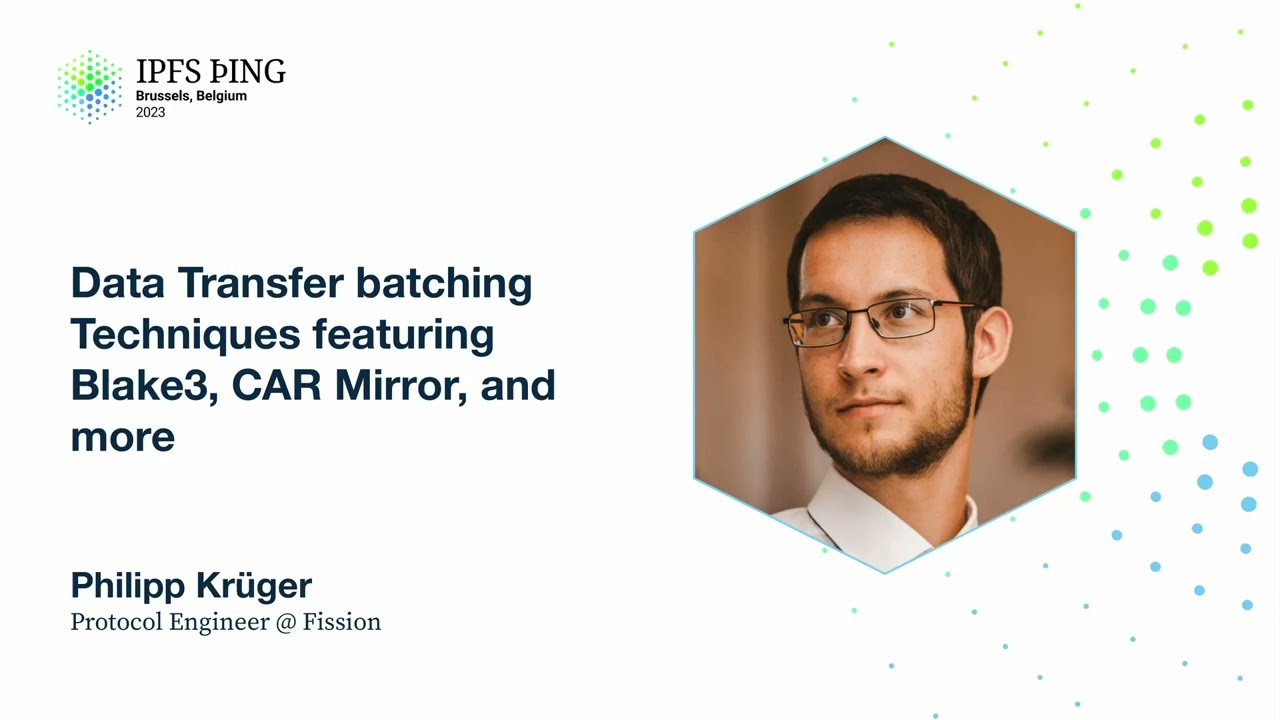 IPFS ÞING
Brussels, Belgium
2023
Data Transfer batching
Techniques featuring
Blake3, CAR Mirror, and
more
Philipp Krüger
Protocol Engineer @ Fission